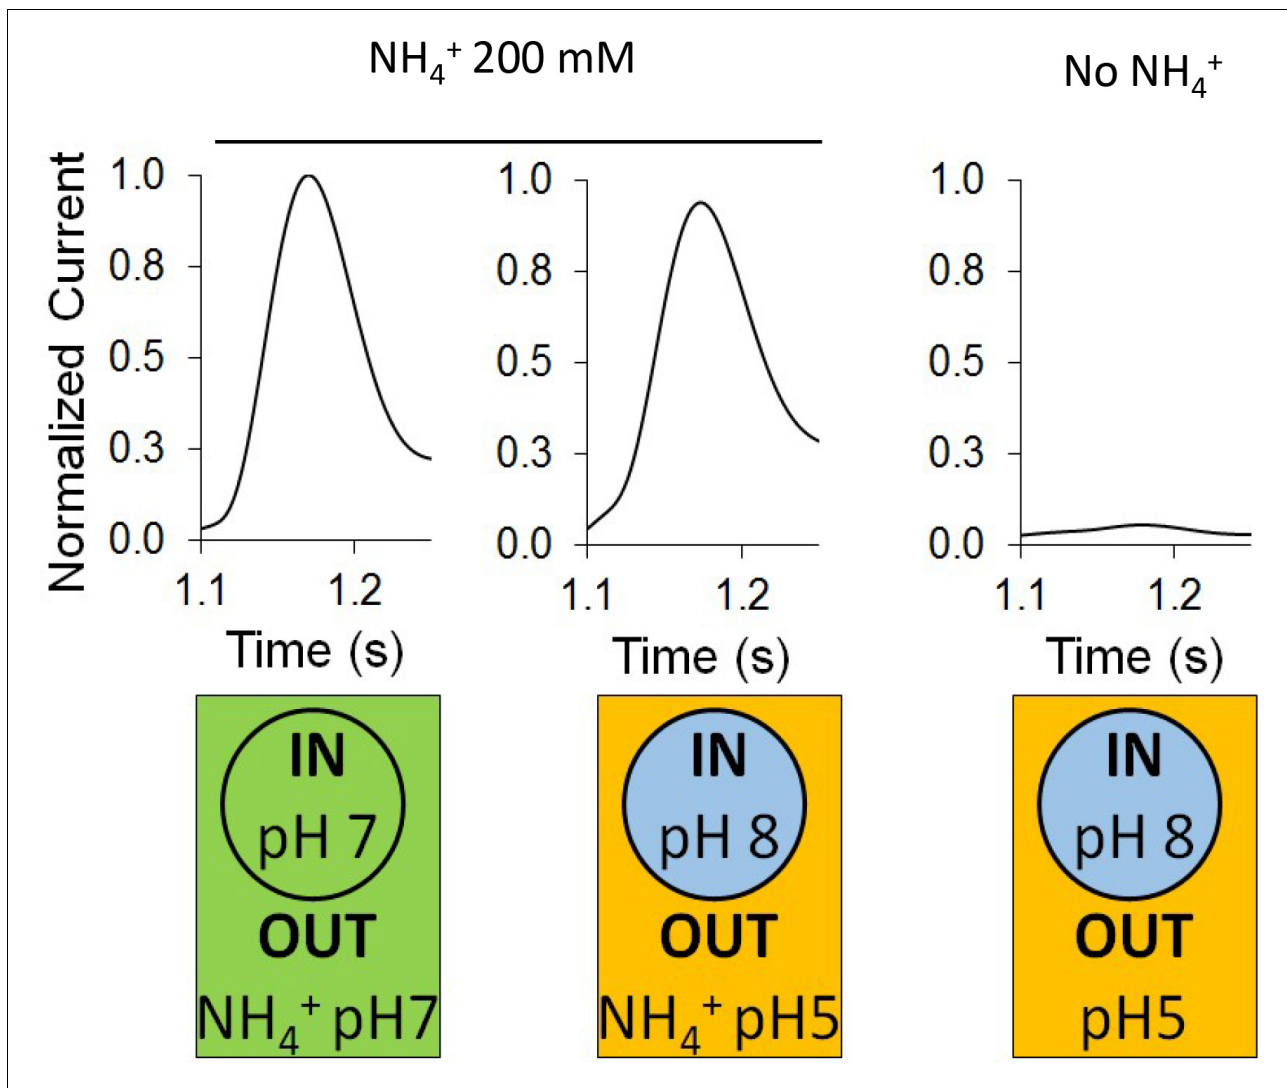 NH₄⁺ 200 mM
No NH₄⁺
Normalized Current
1.0
0.8
0.5
0.3
0.0
1.1 1.2
Time (s)
1.0
0.8
0.5
0.3
0.0
1.1 1.2
Time (s)
1.0
0.8
0.5
0.3
0.0
1.1 1.2
Time (s)
IN
pH 7
OUT
NH₄⁺ pH7
IN
pH 8
OUT
NH₄⁺ pH5
IN
pH 8
OUT
pH5